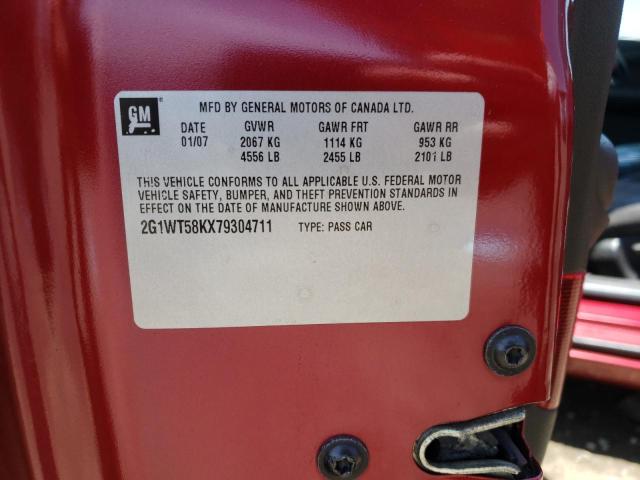 GM ®
MFD BY GENERAL MOTORS OF CANADA LTD.
DATE GVWR GAWR FRT GAWR RR
01/07 2067 KG 1114 KG 953 KG
4556 LB 2455 LB 2101 LB
THIS VEHICLE CONFORMS TO ALL APPLICABLE U.S. FEDERAL MOTOR
VEHICLE SAFETY, BUMPER, AND THEFT PREVENTION STANDARDS IN
EFFECT ON THE DATE OF MANUFACTURE SHOWN ABOVE.
2G1WT58KX79304711 TYPE: PASS CAR